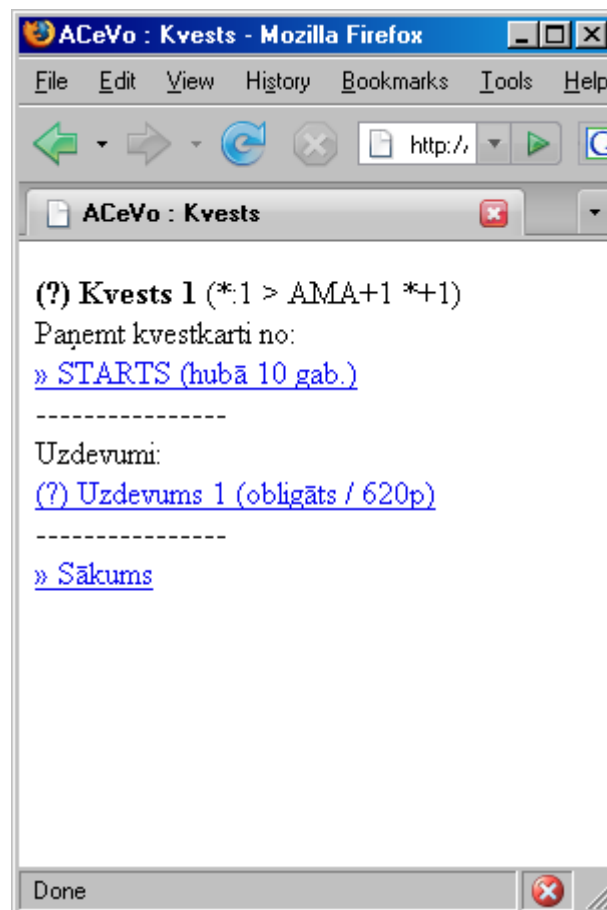 ACeVo : Kvests - Mozilla Firefox
File Edit View History Bookmarks Tools Help
http:/
ACeVo : Kvests
(?) Kvests 1 (*:1 > AMA+1 *+1)
Paņemt kvestkarti no:
» STARTS (hubā 10 gab.)
----------------
Uzdevumi:
(?) Uzdevums 1 (obligāts / 620p)
----------------
» Sākums
Done